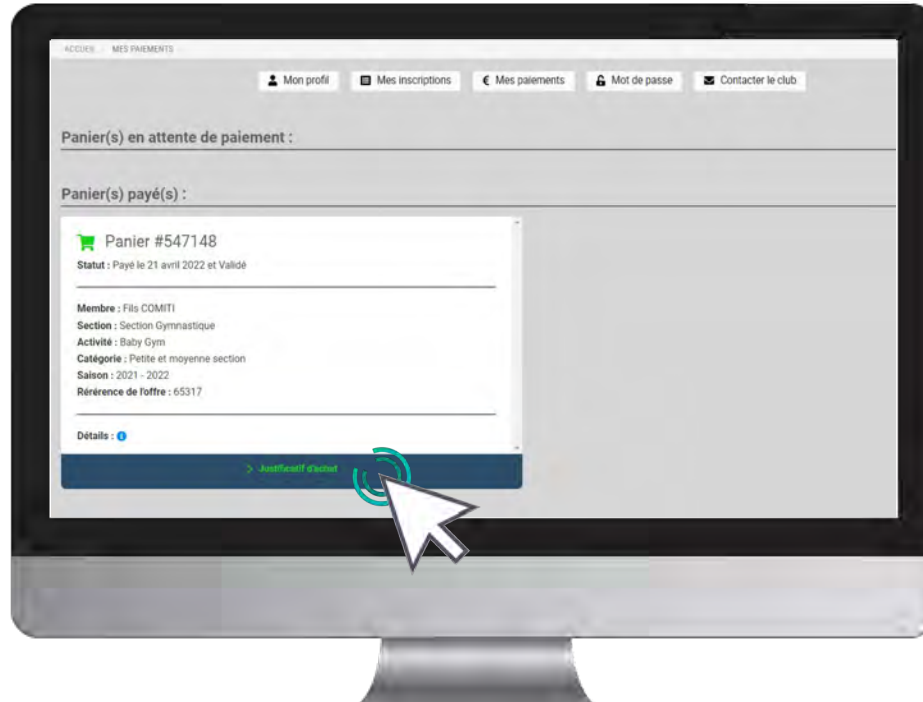 ACCUEIL / MES PAIEMENTS
Mon profil Mes inscriptions € Mes paiements Mot de passe Contacter le club
Panier(s) en attente de paiement :
Panier(s) payé(s) :
Panier #547148
Statut : Payé le 21 avril 2022 et Validé
Membre : Fils COMITI
Section : Section Gymnastique
Activité : Baby Gym
Catégorie : Petite et moyenne section
Saison : 2021 - 2022
Rérérence de l'offre : 65317
Détails :
> Justificatif d'achat